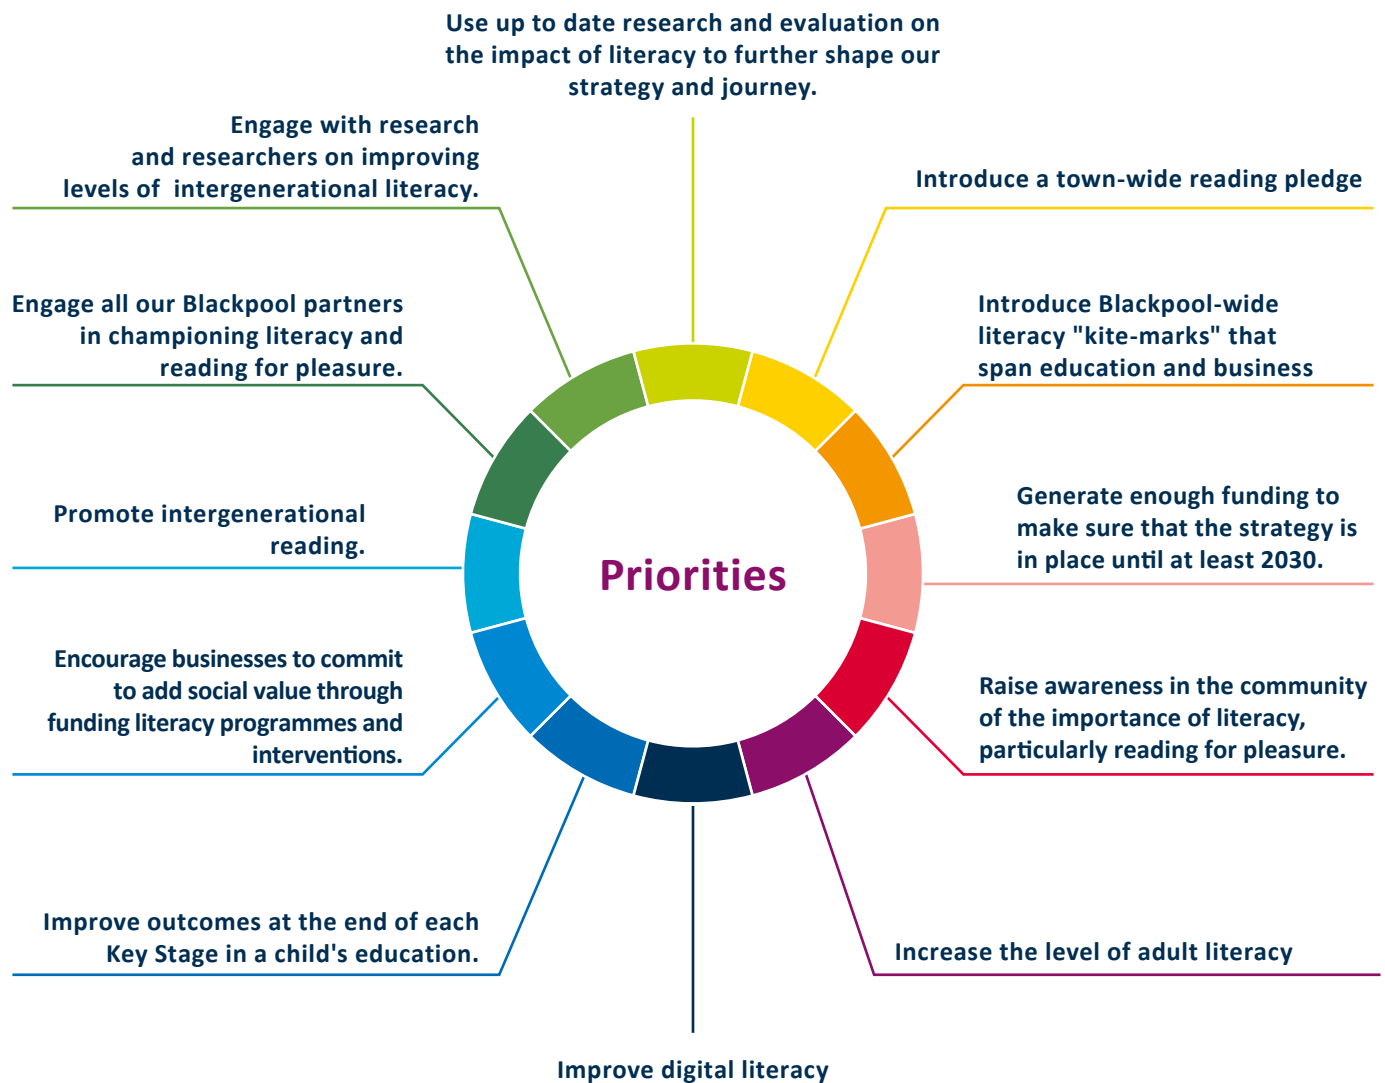 Use up to date research and evaluation on
the impact of literacy to further shape our
strategy and journey.
Introduce a town-wide reading pledge
Introduce Blackpool-wide
literacy "kite-marks" that
span education and business
Generate enough funding to
make sure that the strategy is
in place until at least 2030.
Raise awareness in the community
of the importance of literacy,
particularly reading for pleasure.
Increase the level of adult literacy
Improve digital literacy
Improve outcomes at the end of each
Key Stage in a child's education.
Encourage businesses to commit
to add social value through
funding literacy programmes and
interventions.
Promote intergenerational
reading.
Engage all our Blackpool partners
in championing literacy and
reading for pleasure.
Engage with research
and researchers on improving
levels of  intergenerational literacy.
Priorities